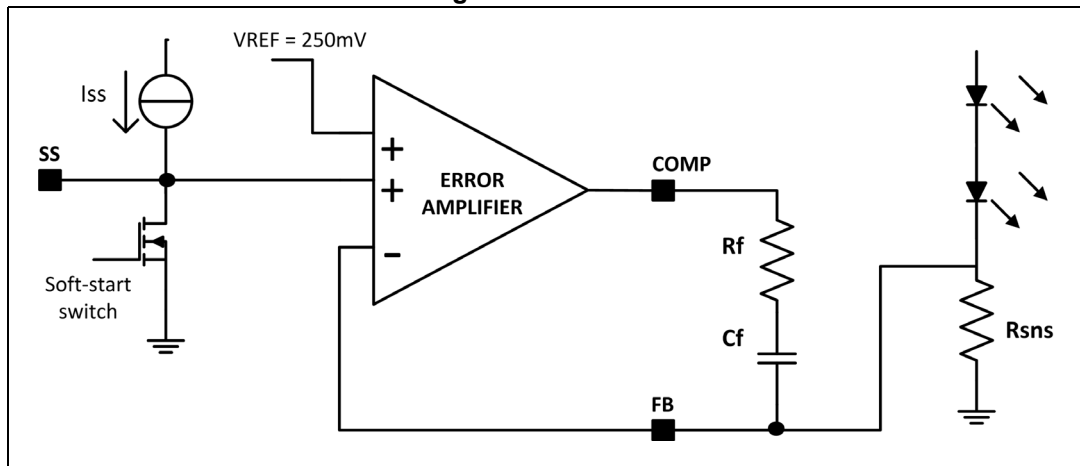 VREF = 250mV
Iss
SS
+
+
-
ERROR
AMPLIFIER
COMP
Rf
Soft-start
switch
Cf
Rsns
FB